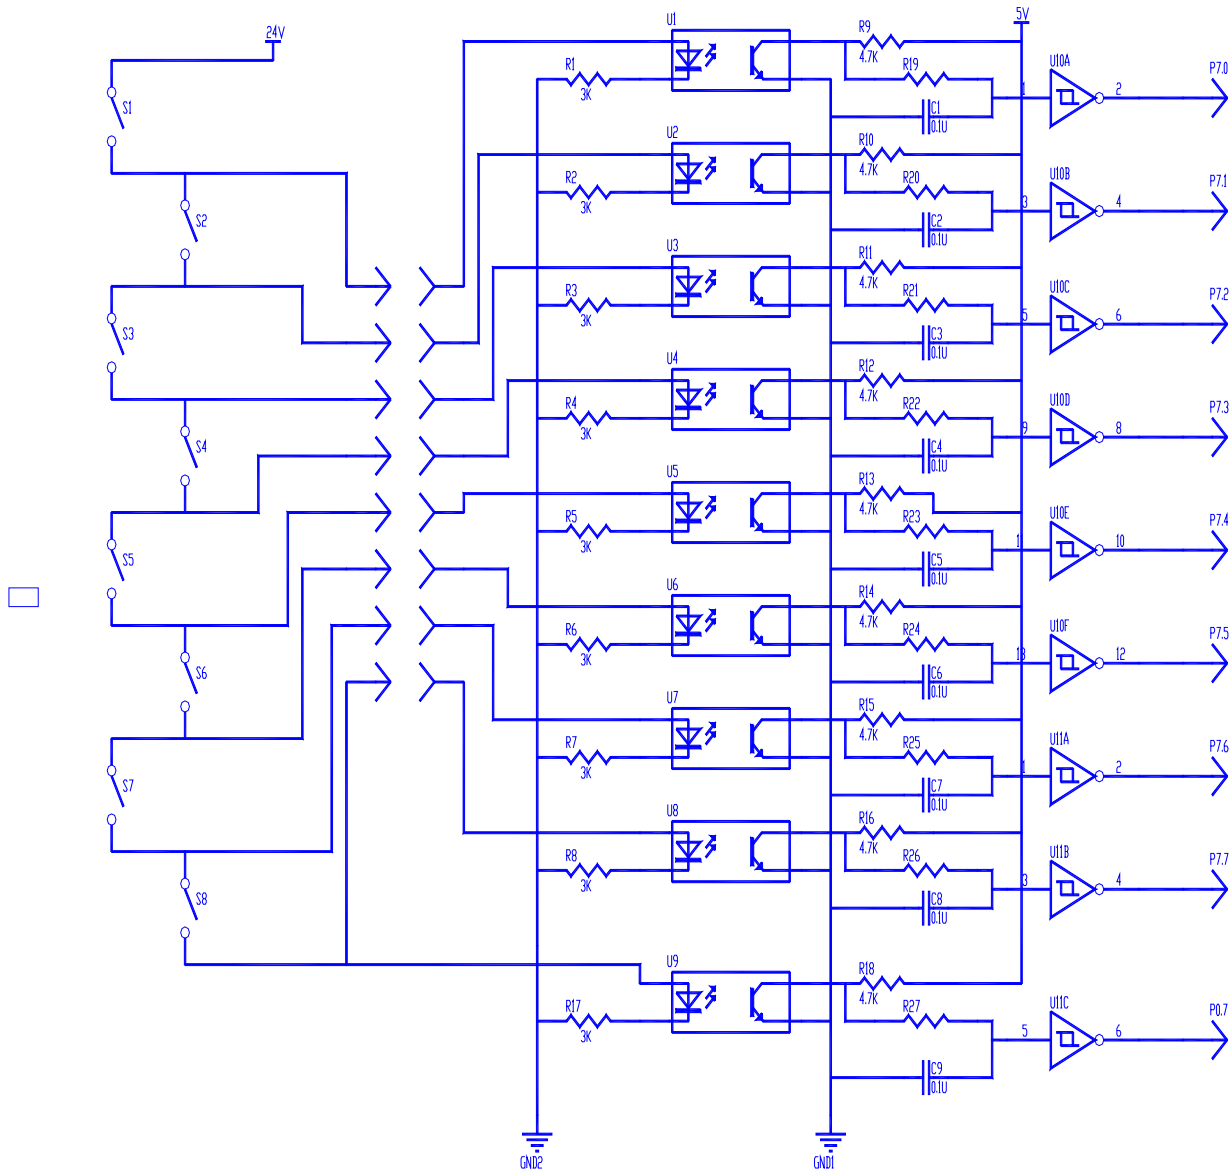 24V
5V
U1
R9
4.7K
R1
3K
R19
C1
0.1U
1
U10A
2
P7.0
S1
U2
R10
4.7K
R2
3K
R20
C2
0.1U
3
U10B
4
P7.1
S2
U3
R11
4.7K
R3
3K
R21
C3
0.1U
5
U10C
6
P7.2
S3
U4
R12
4.7K
R4
3K
R22
C4
0.1U
9
U10D
8
P7.3
S4
U5
R13
4.7K
R5
3K
R23
C5
0.1U
U10E
10
P7.4
S5
U6
R14
4.7K
R6
3K
R24
C6
0.1U
13
U10F
12
P7.5
S6
U7
R15
4.7K
R7
3K
R25
C7
0.1U
1
U11A
2
P7.6
S7
U8
R16
4.7K
R8
3K
R26
C8
0.1U
3
U11B
4
P7.7
S8
U9
R18
4.7K
R17
3K
R27
C9
0.1U
5
U11C
6
P0.7
GND2
GND1